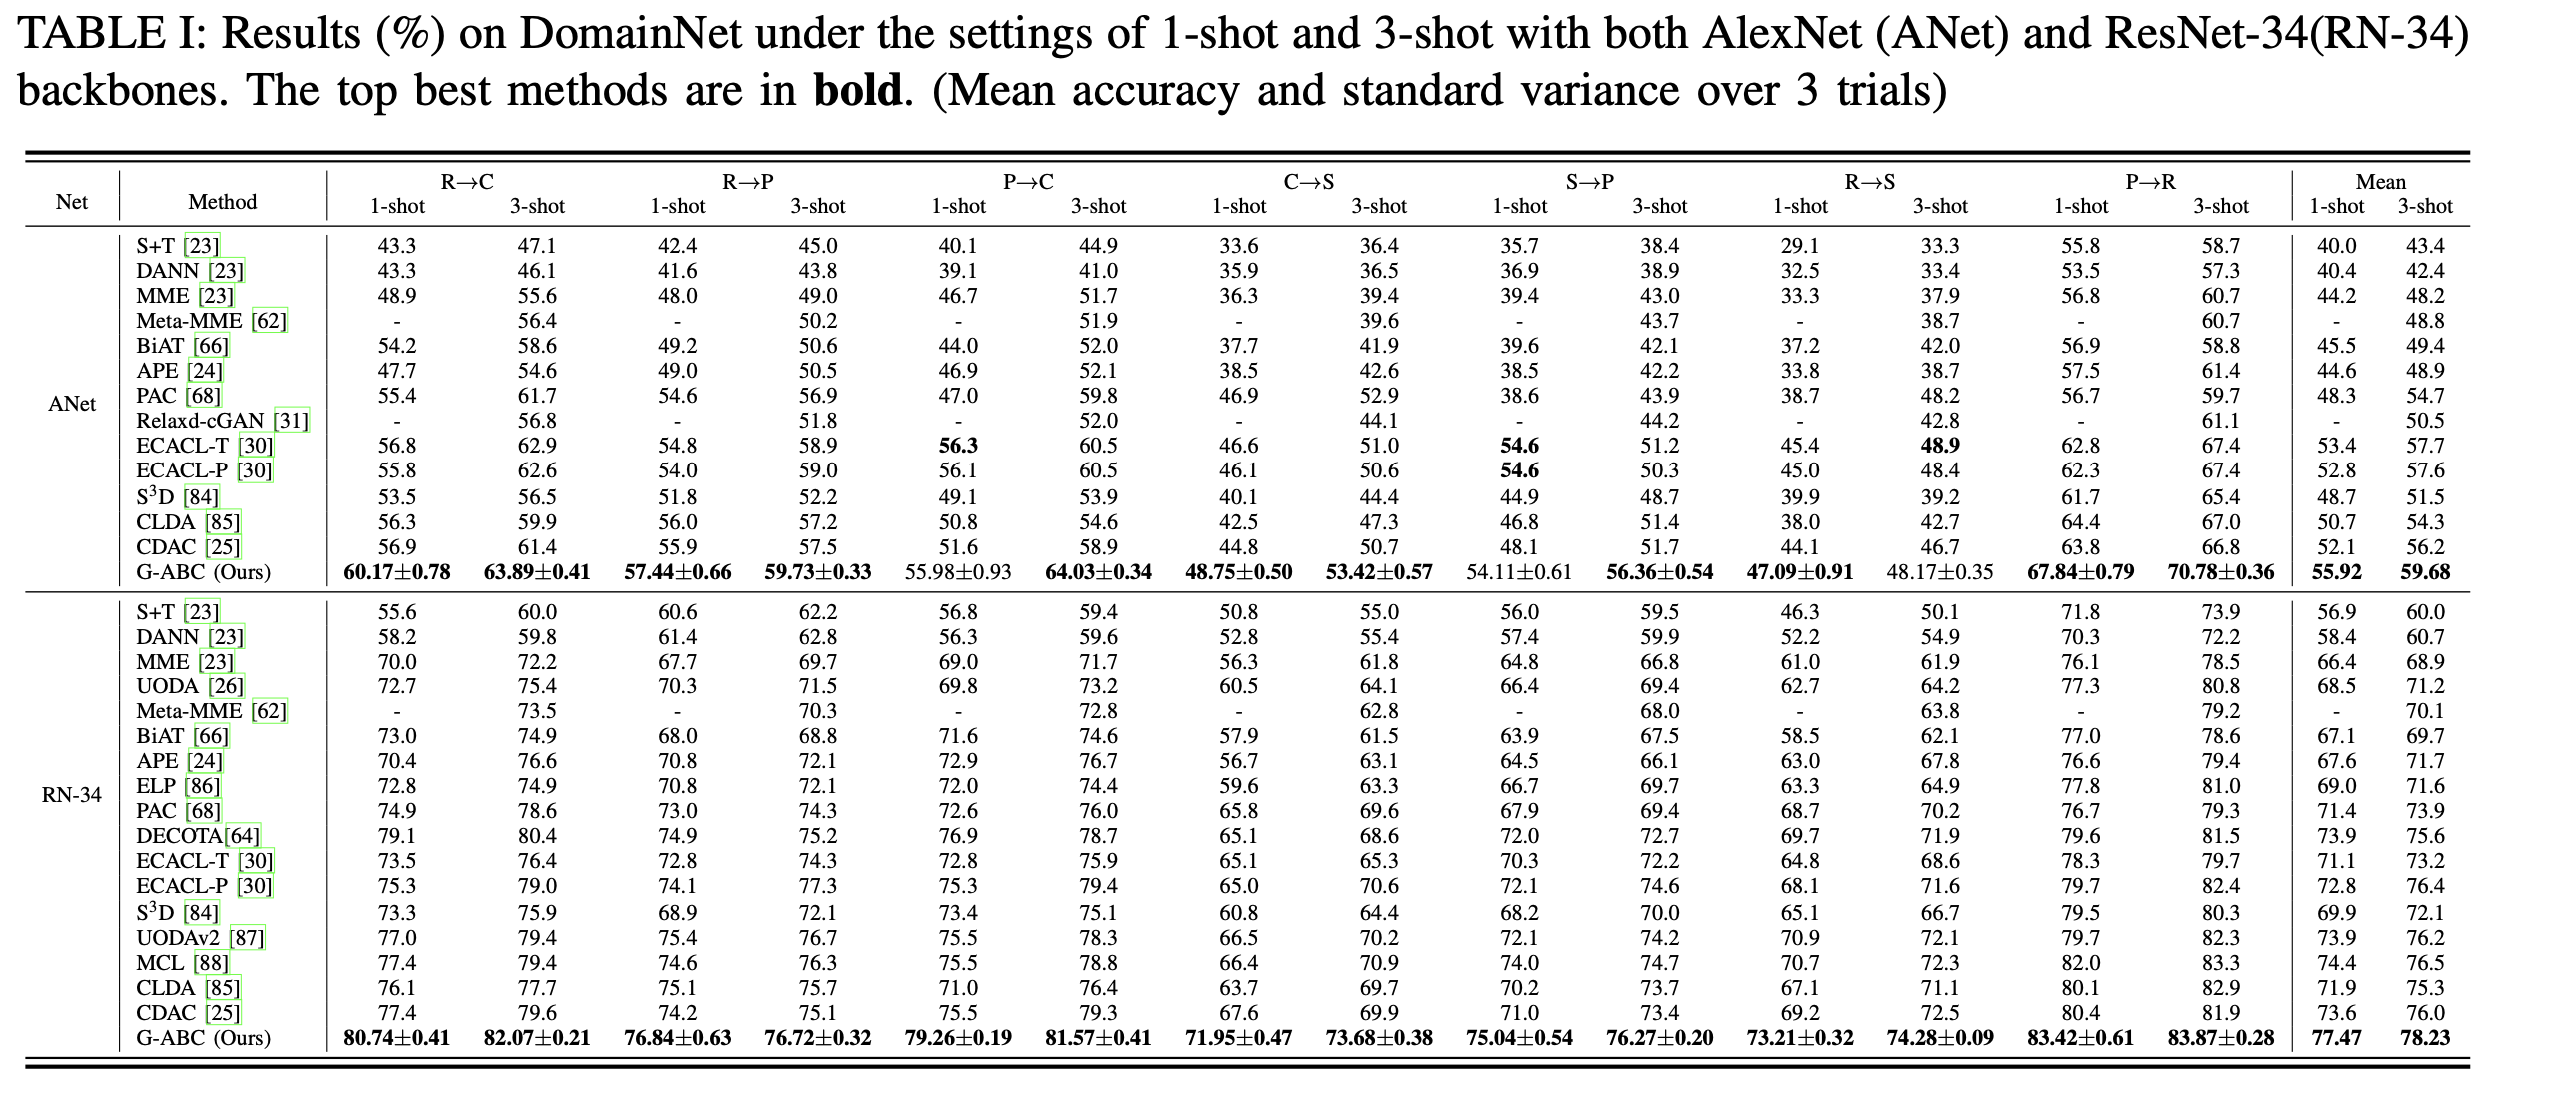 TABLE I: Results (%) on DomainNet under the settings of 1-shot and 3-shot with both AlexNet (ANet) and ResNet-34(RN-34)
backbones. The top best methods are in bold. (Mean accuracy and standard variance over 3 trials)
Net Method R→C R→P P→C C→S S→P R→S P→R Mean
1-shot 3-shot 1-shot 3-shot 1-shot 3-shot 1-shot 3-shot 1-shot 3-shot 1-shot 3-shot 1-shot 3-shot 1-shot 3-shot
ANet
S+T [23] 43.3 47.1 42.4 45.0 40.1 44.9 33.6 36.4 35.7 38.4 29.1 33.3 55.8 58.7 40.0 43.4
DANN [23] 43.3 46.1 41.6 43.8 39.1 41.0 35.9 36.5 36.9 38.9 32.5 33.4 53.5 57.3 40.4 42.4
MME [23] 48.9 55.6 48.0 49.0 46.7 51.7 36.3 39.4 39.4 43.0 33.3 37.9 56.8 60.7 44.2 48.2
Meta-MME [62] - 56.4 - 50.2 - 51.9 - 39.6 - 43.7 - 38.7 - 60.7 - 48.8
BiAT [66] 54.2 58.6 49.2 50.6 44.0 52.0 37.7 41.9 39.6 42.1 37.2 42.0 56.9 58.8 45.5 49.4
APE [24] 47.7 54.6 49.0 50.5 46.9 52.1 38.5 42.6 38.5 42.2 33.8 38.7 57.5 61.4 44.6 48.9
PAC [68] 55.4 61.7 54.6 56.9 47.0 59.8 46.9 52.9 38.6 43.9 38.7 48.2 56.7 59.7 48.3 54.7
Relaxd-cGAN [31] - 56.8 - 51.8 - 52.0 - 44.1 - 44.2 - 42.8 - 61.1 - 50.5
ECACL-T [30] 56.8 62.9 54.8 58.9 56.3 60.5 46.6 51.0 54.6 51.2 45.4 48.9 62.8 67.4 53.4 57.7
ECACL-P [30] 55.8 62.6 54.0 59.0 56.1 60.5 46.1 50.6 54.6 50.3 45.0 48.4 62.3 67.4 52.8 57.6
S³D [84] 53.5 56.5 51.8 52.2 49.1 53.9 40.1 44.4 44.9 48.7 39.9 39.2 61.7 65.4 48.7 51.5
CLDA [85] 56.3 59.9 56.0 57.2 50.8 54.6 42.5 47.3 46.8 51.4 38.0 42.7 64.4 67.0 50.7 54.3
CDAC [25] 56.9 61.4 55.9 57.5 51.6 58.9 44.8 50.7 48.1 51.7 44.1 46.7 63.8 66.8 52.1 56.2
G-ABC (Ours) 60.17±0.78 63.89±0.41 57.44±0.66 59.73±0.33 55.98±0.93 64.03±0.34 48.75±0.50 53.42±0.57 54.11±0.61 56.36±0.54 47.09±0.91 48.17±0.35 67.84±0.79 70.78±0.36 55.92 59.68
RN-34
S+T [23] 55.6 60.0 60.6 62.2 56.8 59.4 50.8 55.0 56.0 59.5 46.3 50.1 71.8 73.9 56.9 60.0
DANN [23] 58.2 59.8 61.4 62.8 56.3 59.6 52.8 55.4 57.4 59.9 52.2 54.9 70.3 72.2 58.4 60.7
MME [23] 70.0 72.2 67.7 69.7 69.0 71.7 56.3 61.8 64.8 66.8 61.0 61.9 76.1 78.5 66.4 68.9
UODA [26] 72.7 75.4 70.3 71.5 69.8 73.2 60.5 64.1 66.4 69.4 62.7 64.2 77.3 80.8 68.5 71.2
Meta-MME [62] - 73.5 - 70.3 - 72.8 - 62.8 - 68.0 - 63.8 - 79.2 - 70.1
BiAT [66] 73.0 74.9 68.0 68.8 71.6 74.6 57.9 61.5 63.9 67.5 58.5 62.1 77.0 78.6 67.1 69.7
APE [24] 70.4 76.6 70.8 72.1 72.9 76.7 56.7 63.1 64.5 66.1 63.0 67.8 76.6 79.4 67.6 71.7
ELP [86] 72.8 74.9 70.8 72.1 72.0 74.4 59.6 63.3 66.7 69.7 63.3 64.9 77.8 81.0 69.0 71.6
PAC [68] 74.9 78.6 73.0 74.3 72.6 76.0 65.8 69.6 67.9 69.4 68.7 70.2 76.7 79.3 71.4 73.9
DECOTA[64] 79.1 80.4 74.9 75.2 76.9 78.7 65.1 68.6 72.0 72.7 69.7 71.9 79.6 81.5 73.9 75.6
ECACL-T [30] 73.5 76.4 72.8 74.3 72.8 75.9 65.1 65.3 70.3 72.2 64.8 68.6 78.3 79.7 71.1 73.2
ECACL-P [30] 75.3 79.0 74.1 77.3 75.3 79.4 65.0 70.6 72.1 74.6 68.1 71.6 79.7 82.4 72.8 76.4
S³D [84] 73.3 75.9 68.9 72.1 73.4 75.1 60.8 64.4 68.2 70.0 65.1 66.7 79.5 80.3 69.9 72.1
UODAv2 [87] 77.0 79.4 75.4 76.7 75.5 78.3 66.5 70.2 72.1 74.2 70.9 72.1 79.7 82.3 73.9 76.2
MCL [88] 77.4 79.4 74.6 76.3 75.5 78.8 66.4 70.9 74.0 74.7 70.7 72.3 82.0 83.3 74.4 76.5
CLDA [85] 76.1 77.7 75.1 75.7 71.0 76.4 63.7 69.7 70.2 73.7 67.1 71.1 80.1 82.9 71.9 75.3
CDAC [25] 77.4 79.6 74.2 75.1 75.5 79.3 67.6 69.9 71.0 73.4 69.2 72.5 80.4 81.9 73.6 76.0
G-ABC (Ours) 80.74±0.41 82.07±0.21 76.84±0.63 76.72±0.32 79.26±0.19 81.57±0.41 71.95±0.47 73.68±0.38 75.04±0.54 76.27±0.20 73.21±0.32 74.28±0.09 83.42±0.61 83.87±0.28 77.47 78.23